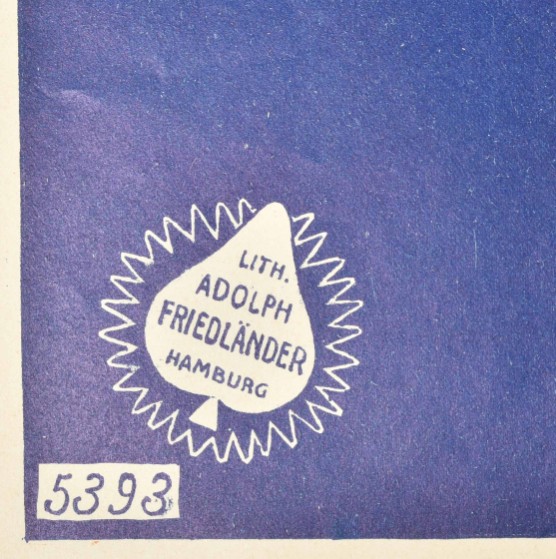 LITH.
ADOLPH
FRIEDLÄNDER
HAMBURG
5393